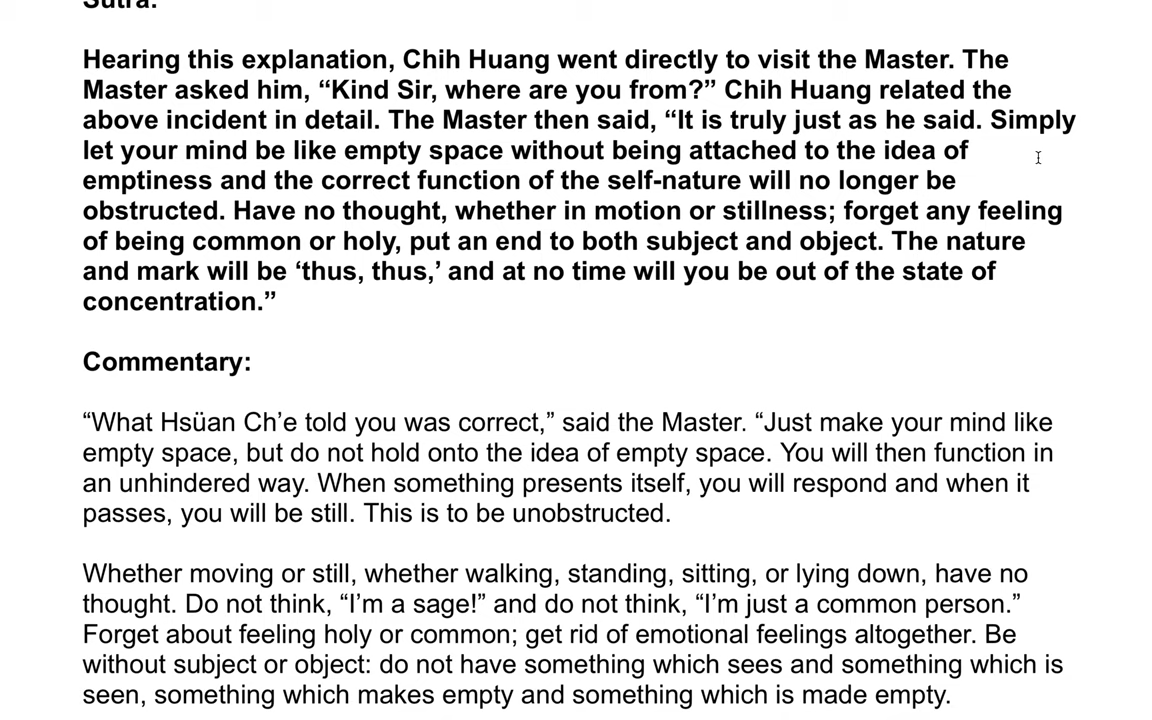 Sutra:
Hearing this explanation, Chih Huang went directly to visit the Master. The
Master asked him, “Kind Sir, where are you from?” Chih Huang related the
above incident in detail. The Master then said, “It is truly just as he said. Simply
let your mind be like empty space without being attached to the idea of
emptiness and the correct function of the self-nature will no longer be
obstructed. Have no thought, whether in motion or stillness; forget any feeling
of being common or holy, put an end to both subject and object. The nature
and mark will be ‘thus, thus,’ and at no time will you be out of the state of
concentration.”
Commentary:
“What Hsüan Ch’e told you was correct,” said the Master. “Just make your mind like
empty space, but do not hold onto the idea of empty space. You will then function in
an unhindered way. When something presents itself, you will respond and when it
passes, you will be still. This is to be unobstructed.
Whether moving or still, whether walking, standing, sitting, or lying down, have no
thought. Do not think, “I’m a sage!” and do not think, “I’m just a common person.”
Forget about feeling holy or common; get rid of emotional feelings altogether. Be
without subject or object: do not have something which sees and something which is
seen, something which makes empty and something which is made empty.